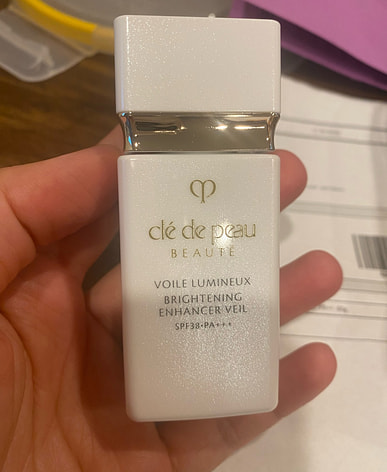 clé de peau
BEAUTÉ
VOILE LUMINEUX
BRIGHTENING
ENHANCER VEIL
SPF38•PA+++